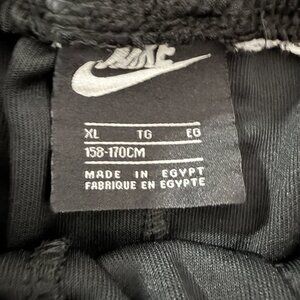 NIKE
XL TG EG
158-170CM
MADE IN EGYPT
FABRIQUE EN EGYPTE